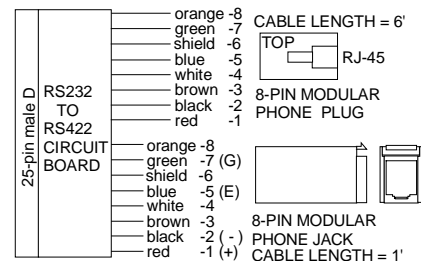 orange -8
green -7
shield -6
blue -5
white -4
brown -3
black -2
red -1
CABLE LENGTH = 6'
TOP
RJ-45
8-PIN MODULAR
PHONE PLUG
25-pin male D
RS232
TO
RS422
CIRCUIT
BOARD
orange -8
green -7 (G)
shield -6
blue -5 (E)
white -4
brown -3
black -2 ( - )
red -1 (+)
8-PIN MODULAR
PHONE JACK
CABLE LENGTH = 1'